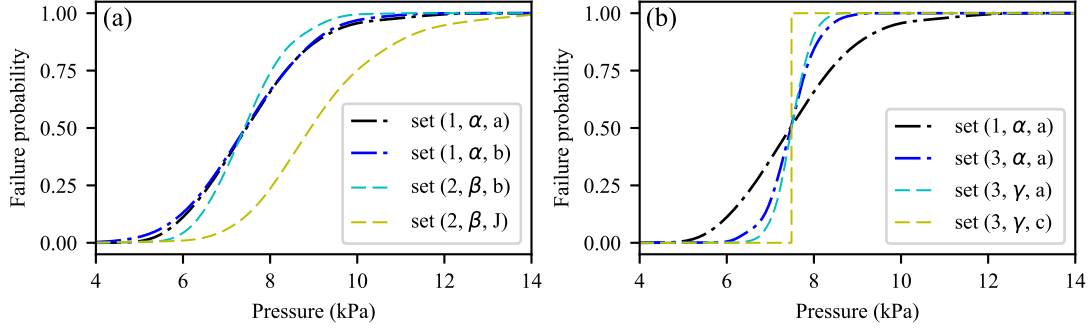 (a)
1.00
0.75
0.50
0.25
0.00
Failure probability
set (1, α, a)
set (1, α, b)
set (2, β, b)
set (2, β, J)
4 6 8 10 12 14
Pressure (kPa)
(b)
1.00
0.75
0.50
0.25
0.00
Failure probability
set (1, α, a)
set (3, α, a)
set (3, γ, a)
set (3, γ, c)
4 6 8 10 12 14
Pressure (kPa)